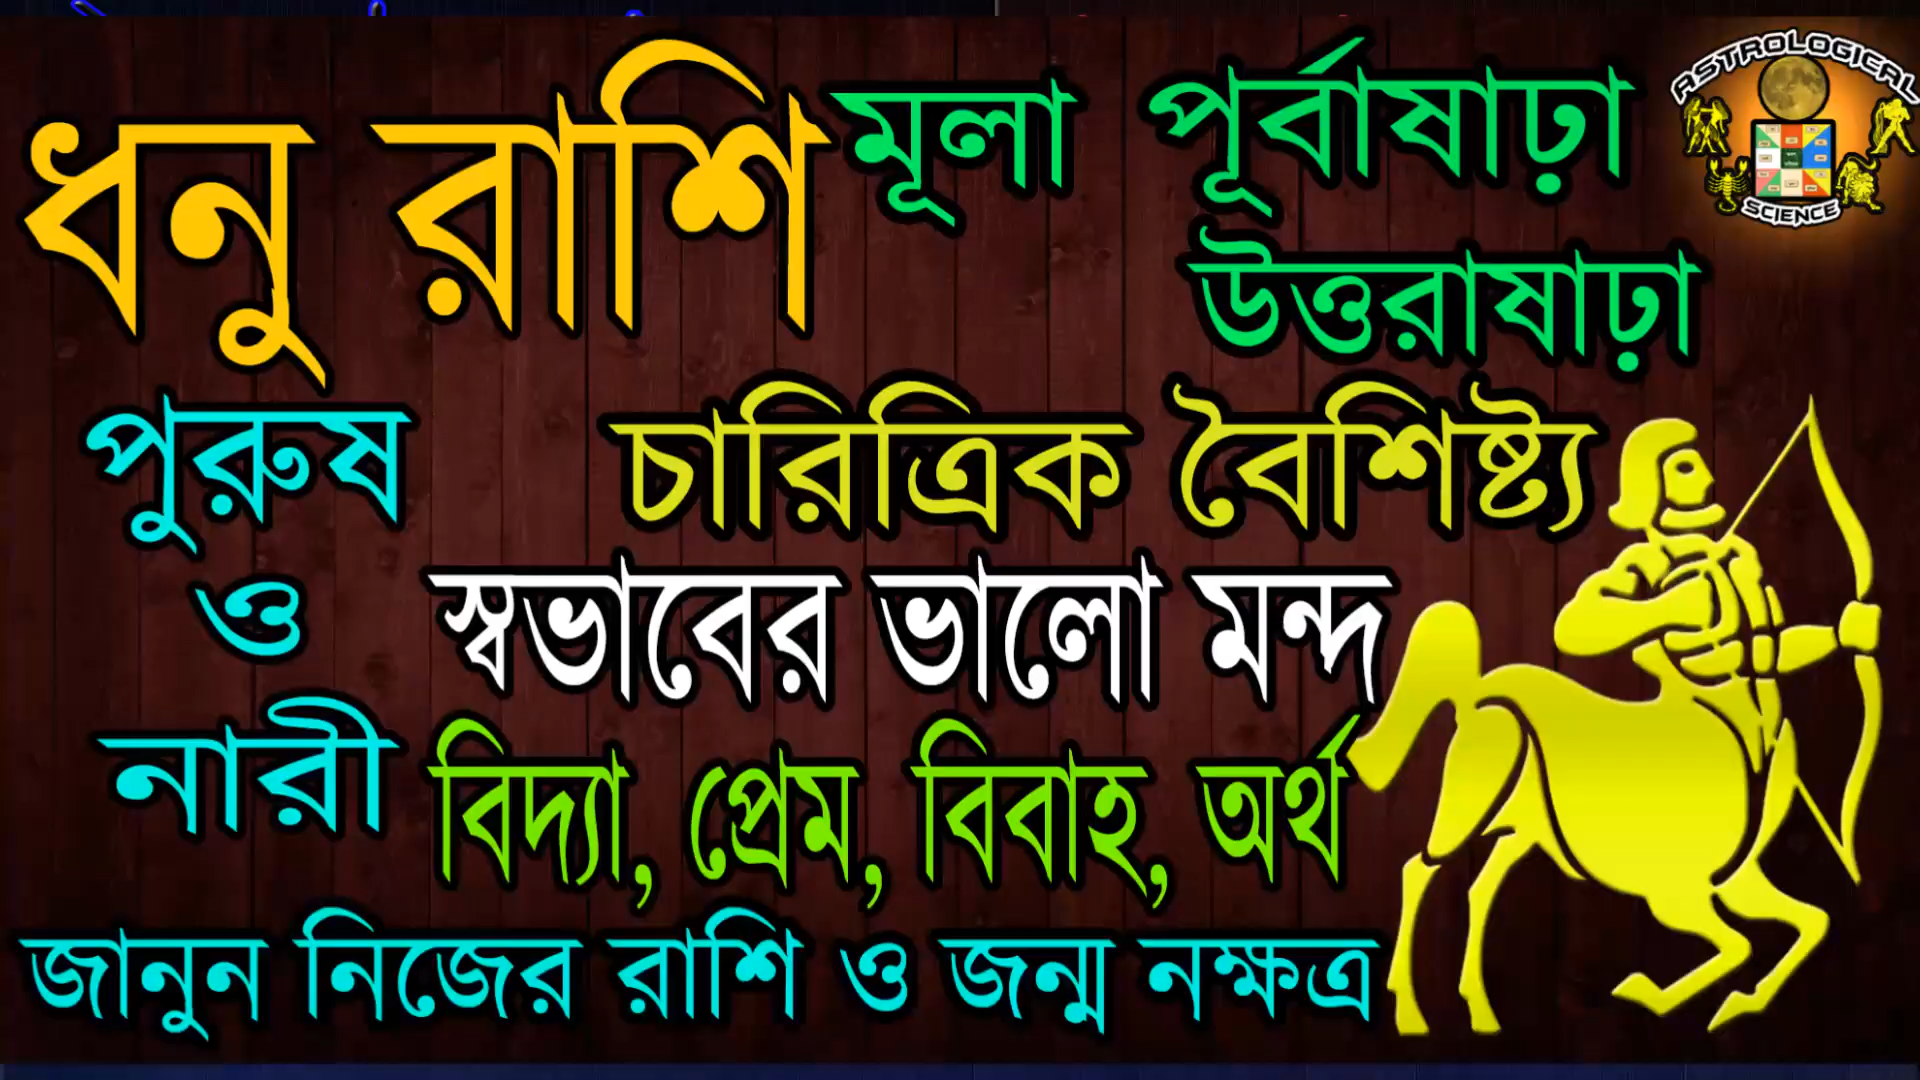 ধনু রাশি মূলা পূর্বাষাঢ়া
উত্তরাষাঢ়া
পুরুষ
ও
নারী
চারিত্রিক বৈশিষ্ট্য
স্বভাবের ভালো মন্দ
বিদ্যা, প্রেম, বিবাহ, অর্থ
জানুন নিজের রাশি ও জন্ম নক্ষত্র
ASTROLOGICAL
SCIENCE